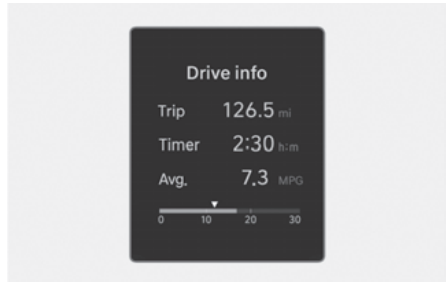 Drive info
Trip 126.5 mi
Timer 2:30 h:m
Avg. 7.3 MPG
0 10 20 30